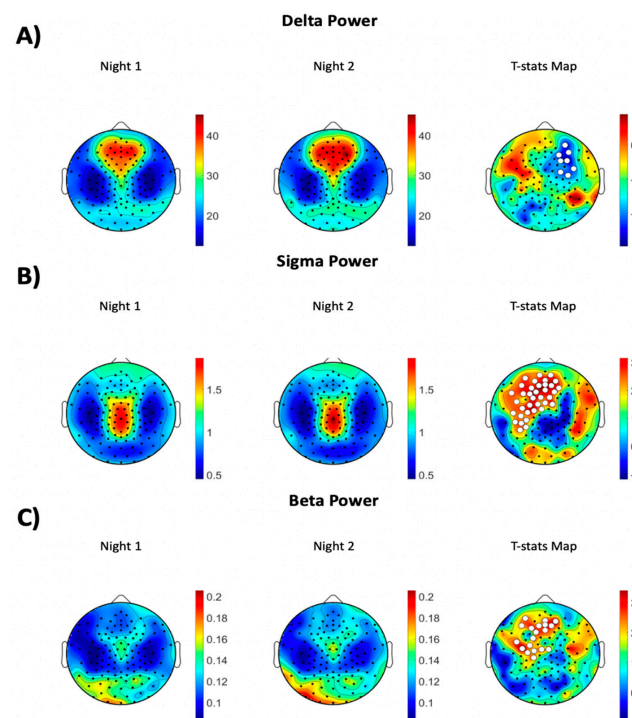 Delta Power
A)
Night 1 Night 2 T-stats Map
40 40
30 30
20 20
Sigma Power
B)
Night 1 Night 2 T-stats Map
1.5 1.5
1 1
0.5 0.5
Beta Power
C)
Night 1 Night 2 T-stats Map
0.2 0.2
0.18 0.18
0.16 0.16
0.14 0.14
0.12 0.12
0.1 0.1